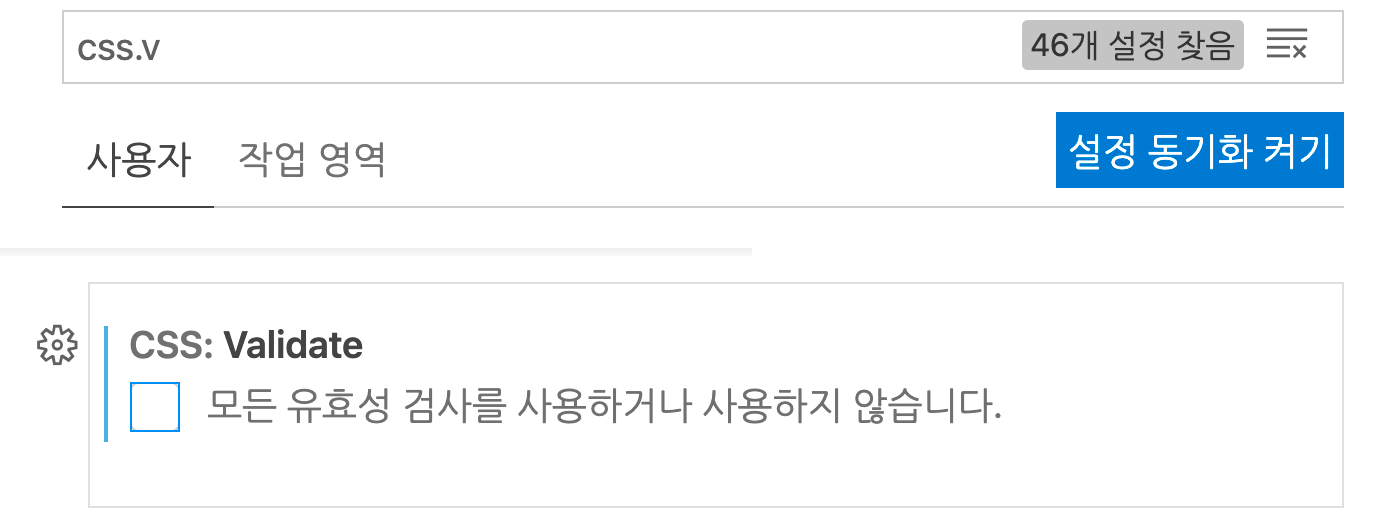 css.v
46개 설정 찾음
사용자 작업 영역
설정 동기화 켜기
CSS: Validate
모든 유효성 검사를 사용하거나 사용하지 않습니다.